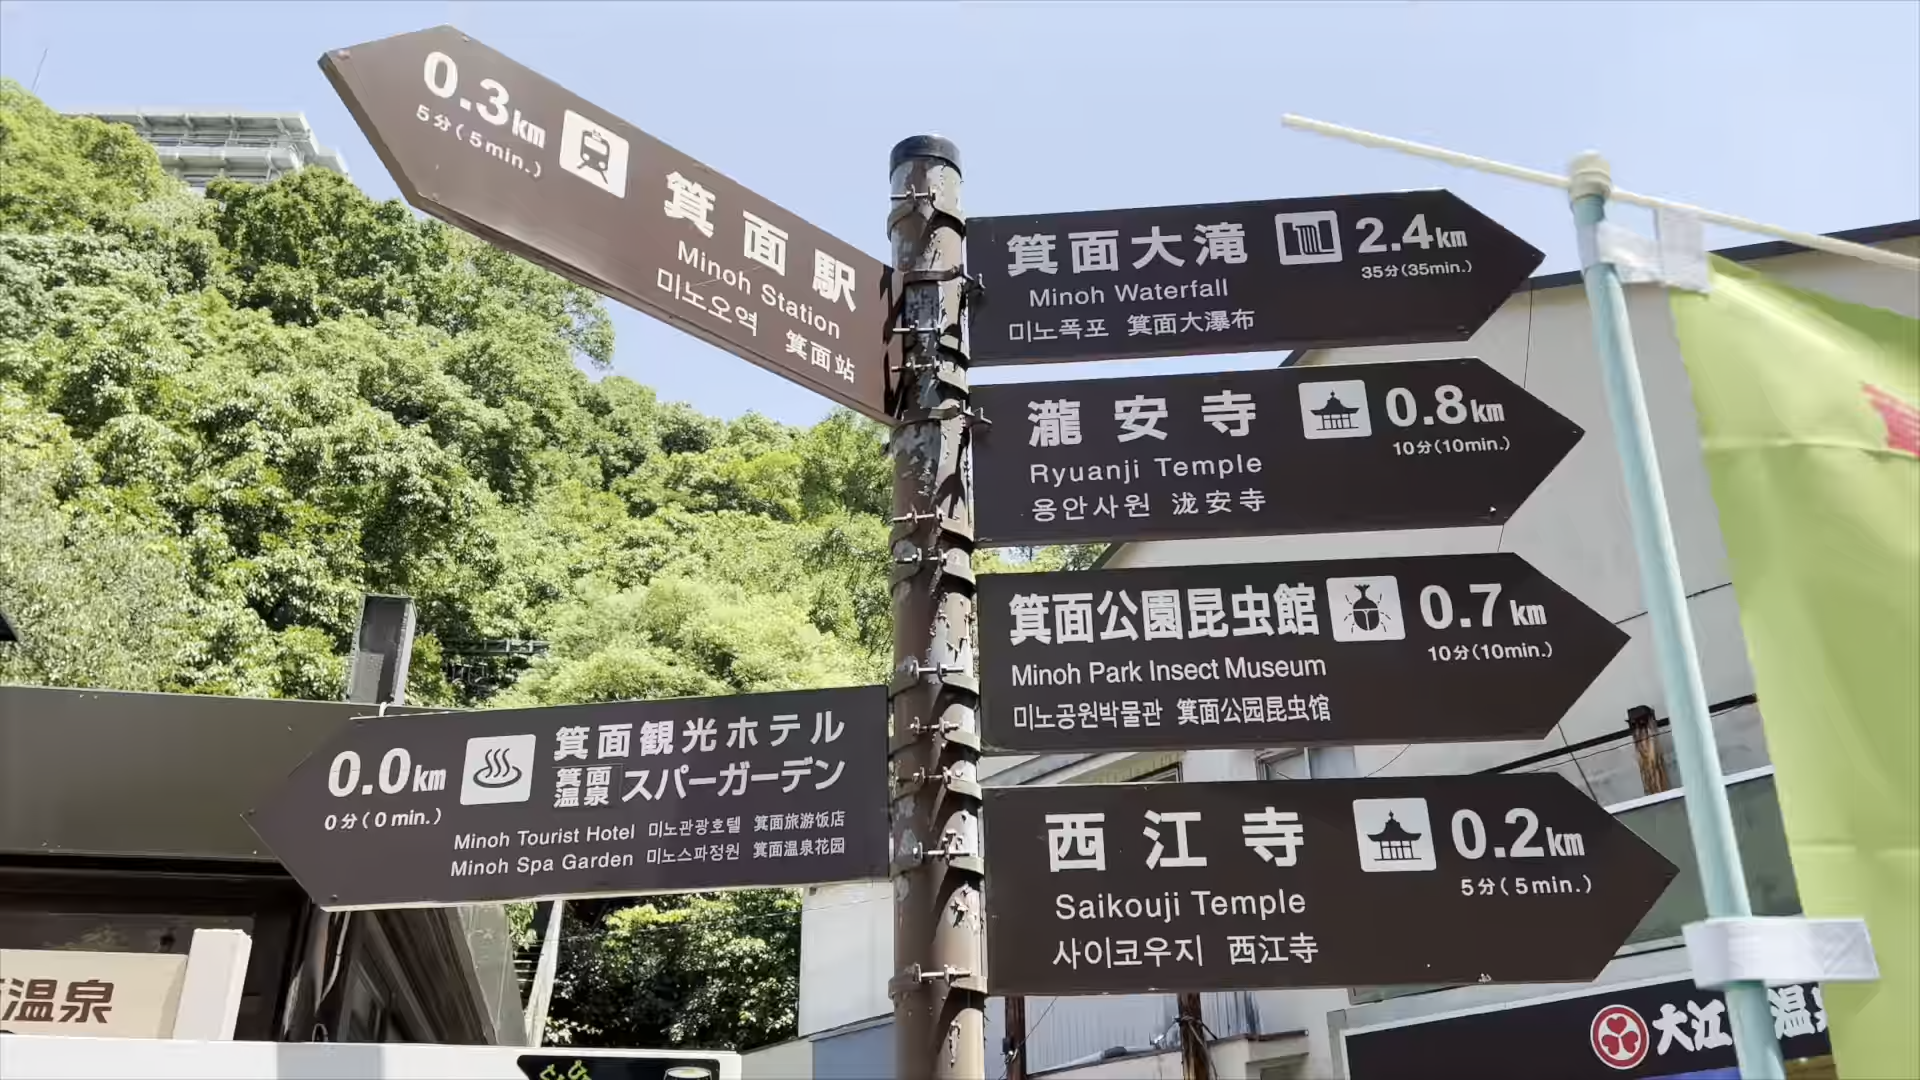 0.3km
5分(5min.)
箕面駅
Minoh Station
미노오역 箕面站
箕面大滝 2.4km
35分(35min.)
Minoh Waterfall
미노폭포 箕面大瀑布
瀧安寺 0.8km
10分(10min.)
Ryuanji Temple
용안사원 泷安寺
箕面公園昆虫館 0.7km
10分(10min.)
Minoh Park Insect Museum
미노공원박물관 箕面公园昆虫馆
0.0km
0分(0min.)
箕面観光ホテル
箕面温泉スパーガーデン
Minoh Tourist Hotel 미노관광호텔 箕面旅游饭店
Minoh Spa Garden 미노스파정원 箕面温泉花园
西江寺 0.2km
5分(5min.)
Saikouji Temple
사이코우지 西江寺
温泉
大江 温